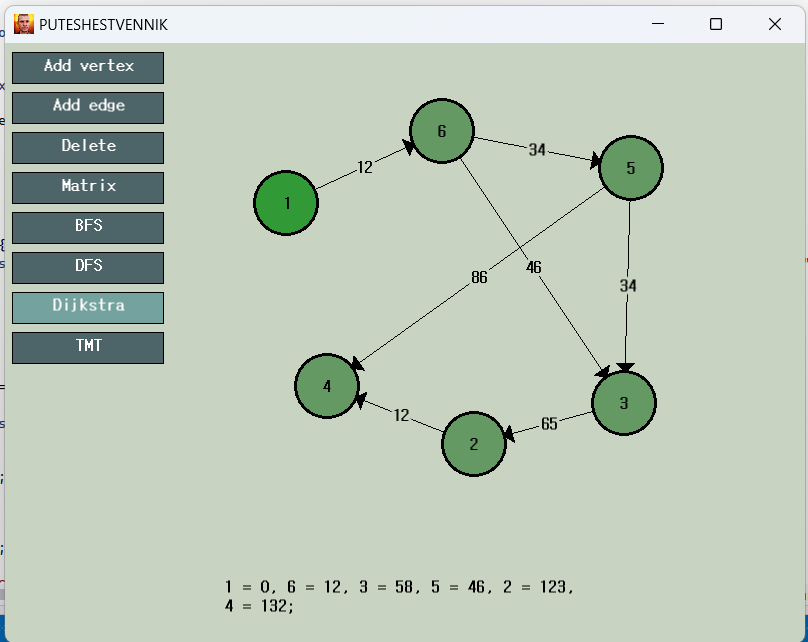 PUTESHESTVENNIK
Add vertex
Add edge
Delete
Matrix
BFS
DFS
Dijkstra
TMT
6
34
5
12
1
46
86
34
4
3
12
65
2
1 = 0, 6 = 12, 3 = 58, 5 = 46, 2 = 123,
4 = 132;